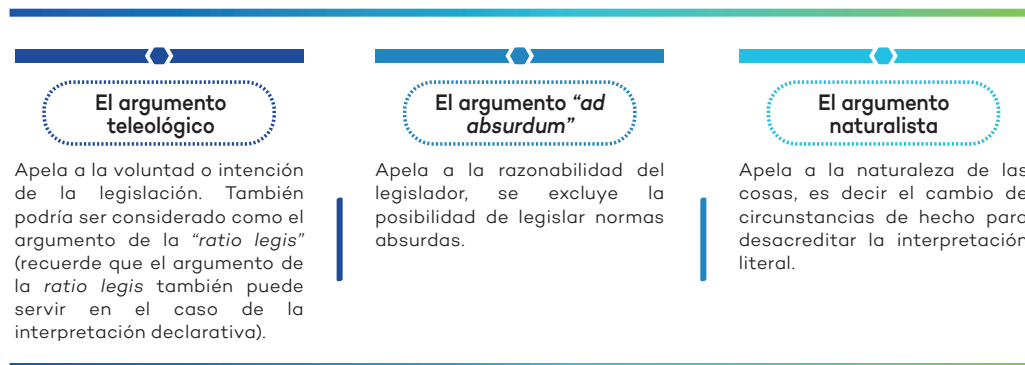 El argumento
teleológico
Apela a la voluntad o intención
de la legislación. También
podría ser considerado como el
argumento de la “ratio legis”
(recuerde que el argumento de
la ratio legis también puede
servir en el caso de la
interpretación declarativa).
El argumento “ad
absurdum”
Apela a la razonabilidad del
legislador, se excluye la
posibilidad de legislar normas
absurdas.
El argumento
naturalista
Apela a la naturaleza de las
cosas, es decir el cambio de
circunstancias de hecho para
desacreditar la interpretación
literal.